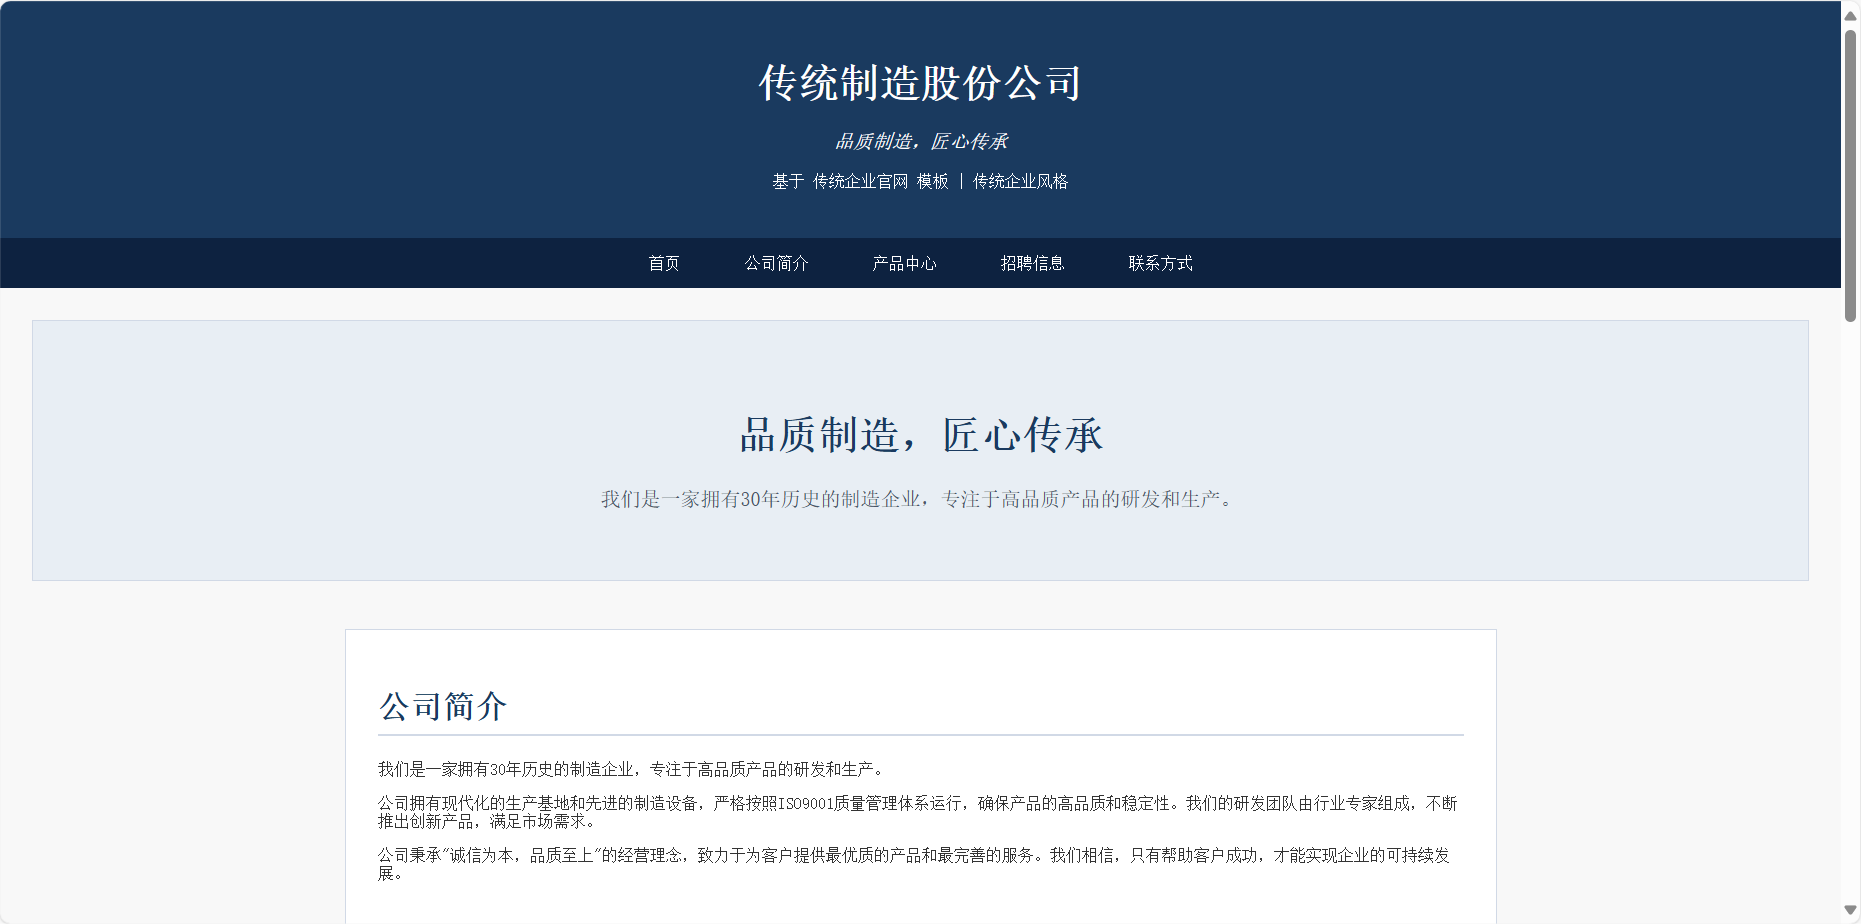 传统制造股份公司
品质制造，匠心传承
基于 传统企业官网 模板 | 传统企业风格
首页 公司简介 产品中心 招聘信息 联系方式
品质制造，匠心传承
我们是一家拥有30年历史的制造企业，专注于高品质产品的研发和生产。
公司简介
我们是一家拥有30年历史的制造企业，专注于高品质产品的研发和生产。
公司拥有现代化的生产基地和先进的制造设备，严格按照ISO9001质量管理体系运行，确保产品的高品质和稳定性。我们的研发团队由行业专家组成，不断
推出创新产品，满足市场需求。
公司秉承"诚信为本，品质至上"的经营理念，致力于为客户提供最优质的产品和最完善的服务。我们相信，只有帮助客户成功，才能实现企业的可持续发
展。